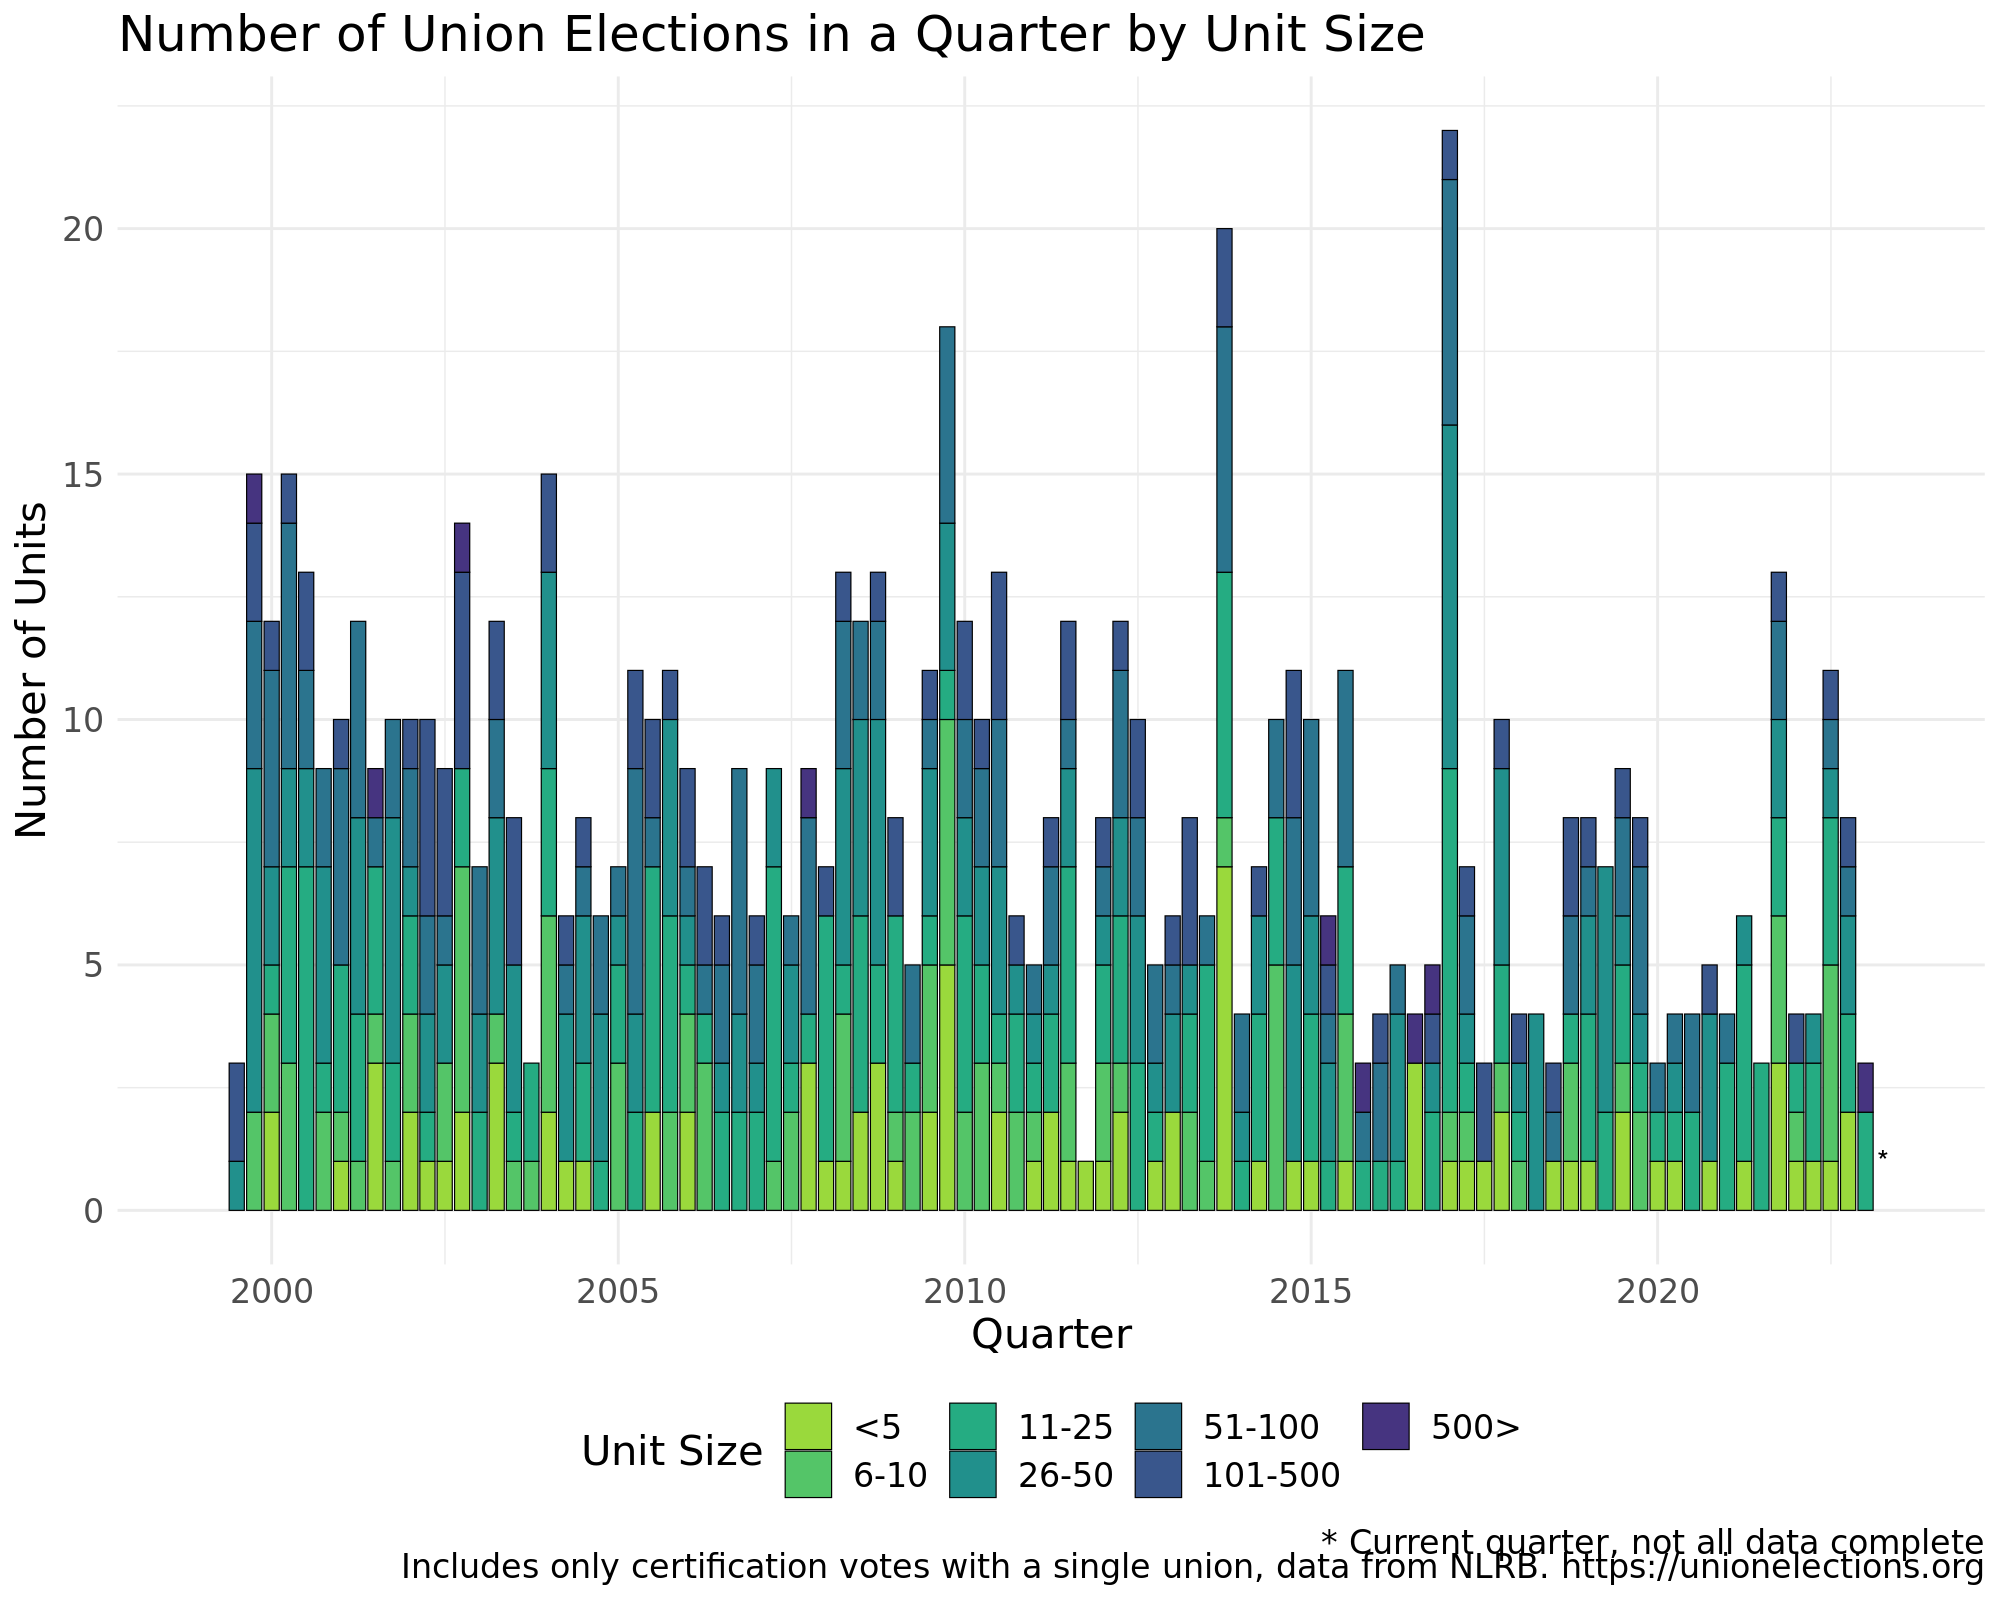 Number of Union Elections in a Quarter by Unit Size
Number of Units
20
15
10
5
0
*
2000 2005 2010 2015 2020
Quarter
Unit Size
<5 11-25 51-100 500>
6-10 26-50 101-500
* Current quarter, not all data complete
Includes only certification votes with a single union, data from NLRB. https://unionelections.org